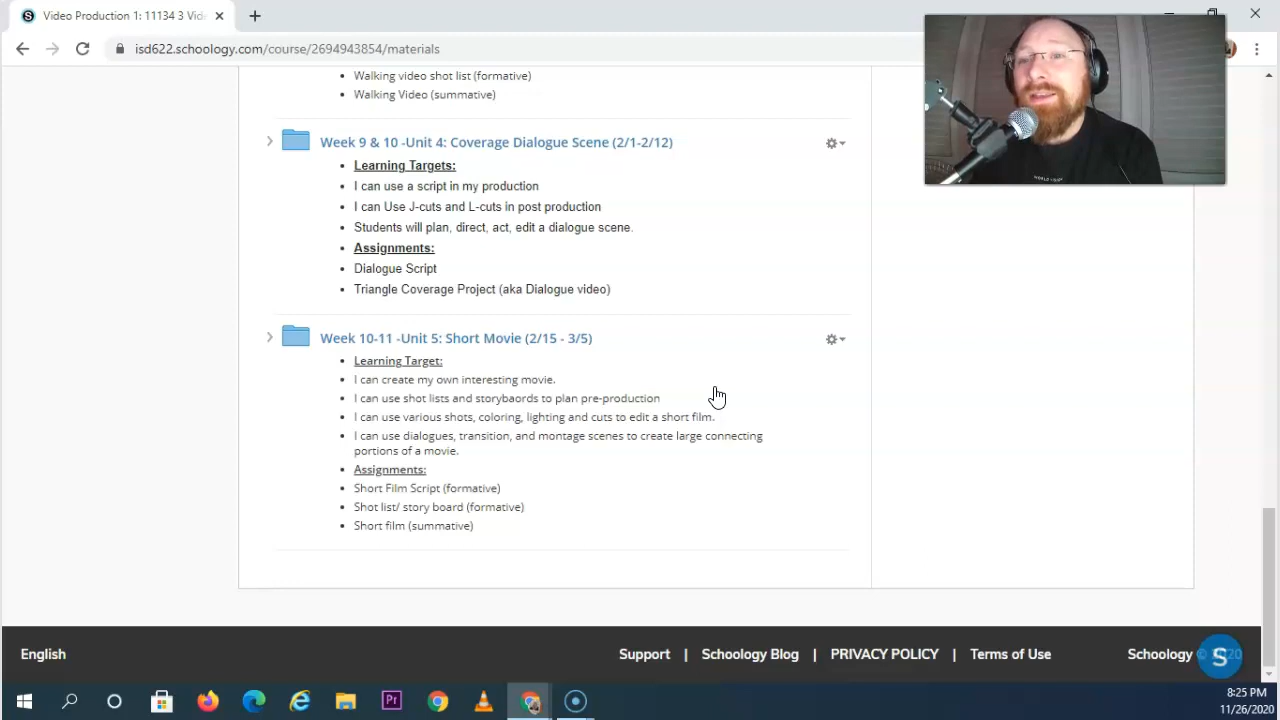 Video Production 1: 11134 3 Vid
isd622.schoology.com/course/2694943854/materials
Walking video shot list (formative)
Walking Video (summative)
Week 9 & 10 -Unit 4: Coverage Dialogue Scene (2/1-2/12)
Learning Targets:
I can use a script in my production
I can Use J-cuts and L-cuts in post production
Students will plan, direct, act, edit a dialogue scene.
Assignments:
Dialogue Script
Triangle Coverage Project (aka Dialogue video)
Week 10-11 -Unit 5: Short Movie (2/15 - 3/5)
Learning Target:
I can create my own interesting movie.
I can use shot lists and storybaords to plan pre-production
I can use various shots, coloring, lighting and cuts to edit a short film.
I can use dialogues, transition, and montage scenes to create large connecting
portions of a movie.
Assignments:
Short Film Script (formative)
Shot list/ story board (formative)
Short film (summative)
English
Support | Schoology Blog | PRIVACY POLICY | Terms of Use
Schoology © 2020
S
Pr
8:25 PM
11/26/2020